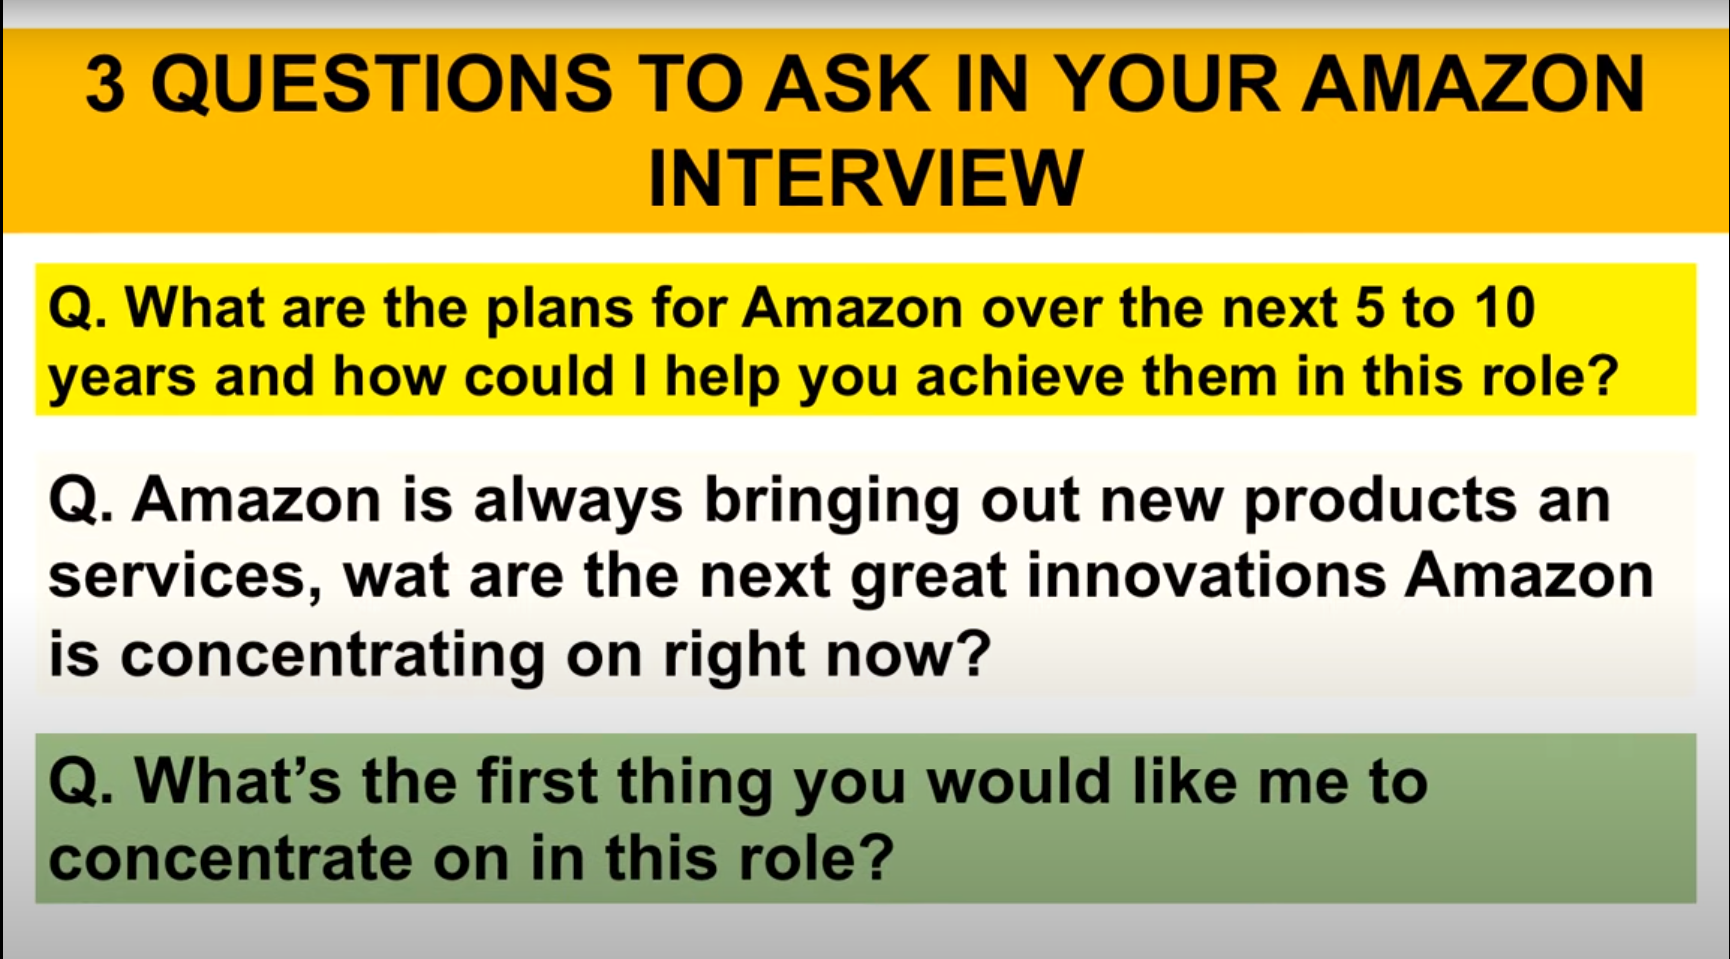 3 QUESTIONS TO ASK IN YOUR AMAZON
INTERVIEW
Q. What are the plans for Amazon over the next 5 to 10
years and how could I help you achieve them in this role?
Q. Amazon is always bringing out new products an
services, wat are the next great innovations Amazon
is concentrating on right now?
Q. What’s the first thing you would like me to
concentrate on in this role?